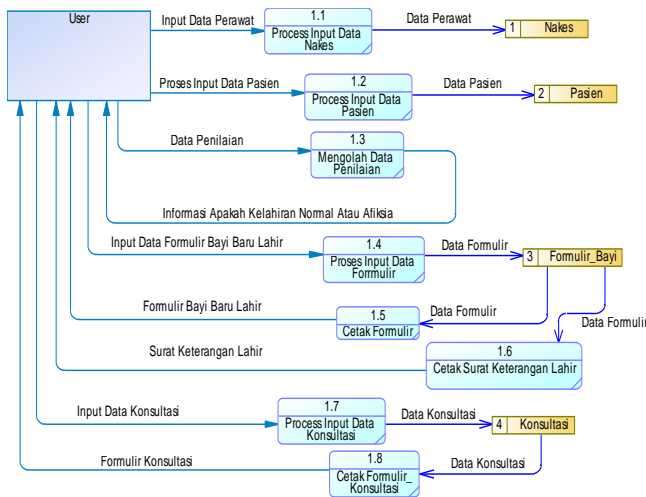 User
Input Data Perawat
1.1
Process Input Data
Nakes
Data Perawat
1 Nakes
Proses Input Data Pasien
1.2
Process Input Data
Pasien
Data Pasien
2 Pasien
Data Penilaian
1.3
Mengolah Data
Penilaian
Informasi Apakah Kelahiran Normal Atau Afiksia
Input Data Formulir Bayi Baru Lahir
1.4
Proses Input Data
Formmulir
Data Formulir
3 Formulir_Bayi
Formulir Bayi Baru Lahir
1.5
Cetak Formulir
Data Formulir
Data Formulir
Surat Keterangan Lahir
1.6
Cetak Surat Keterangan Lahir
Input Data Konsultasi
1.7
Process Input Data
Konsultasi
Data Konsultasi
4 Konsultasi
Formulir Konsultasi
1.8
Cetak Formulir_
Konsultasi
Data Konsultasi